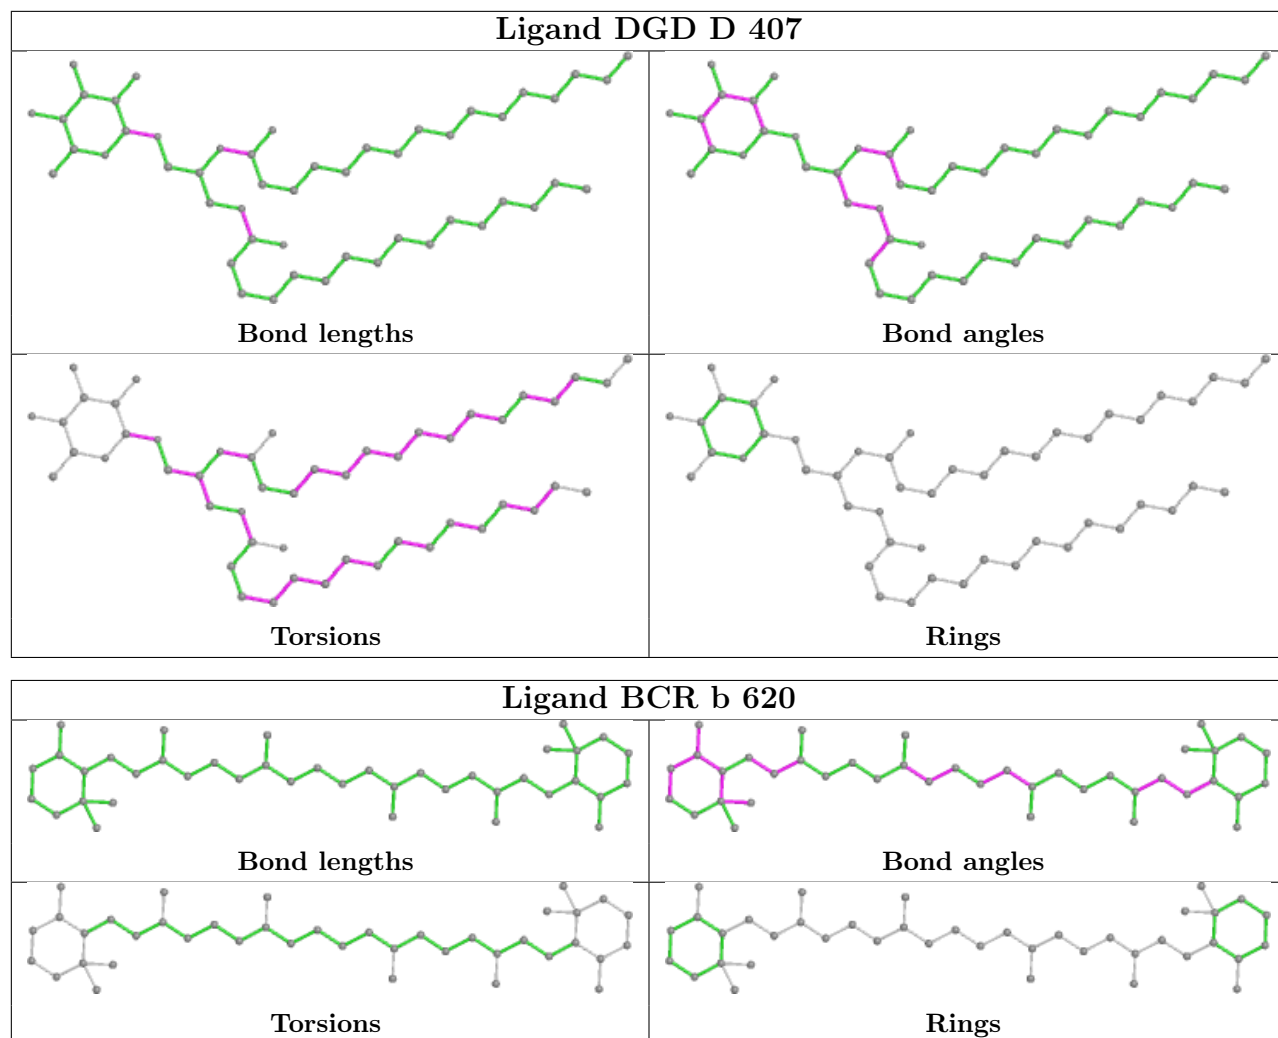 Ligand DGD D 407
Bond lengths
Bond angles
Torsions
Rings
Ligand BCR b 620
Bond lengths
Bond angles
Torsions
Rings